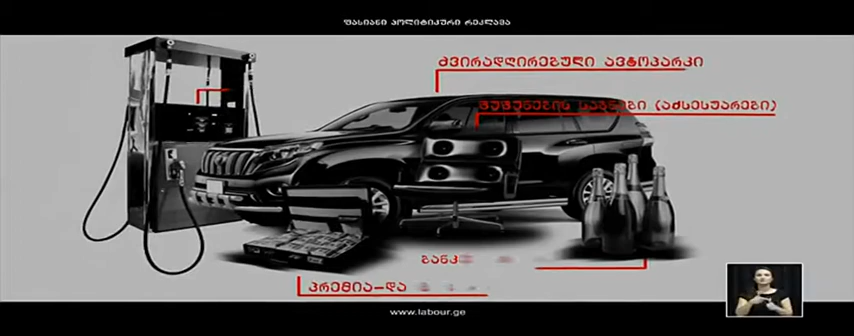 ფასიანი პოლიტიკური რეკლამა
ძვირადღირებული ავტოპარკი
ფუფუნების საგნები (აქსესუარები)
პრემია-და
www.labour.ge